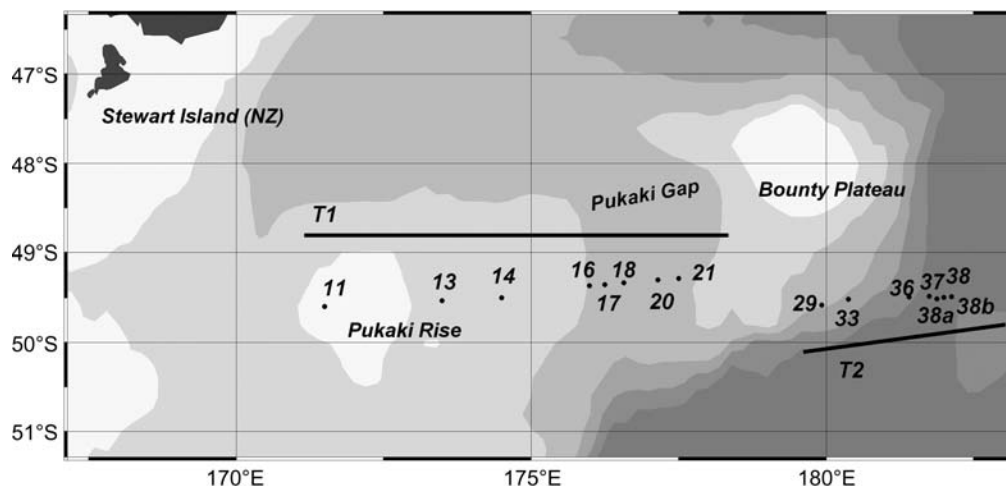 47°S
Stewart Island (NZ)
48°S
Bounty Plateau
Pukaki Gap
T1
49°S
11
13
14
16
18
21
17
20
36
37
38
29
33
38a
38b
Pukaki Rise
50°S
T2
51°S
170°E
175°E
180°E